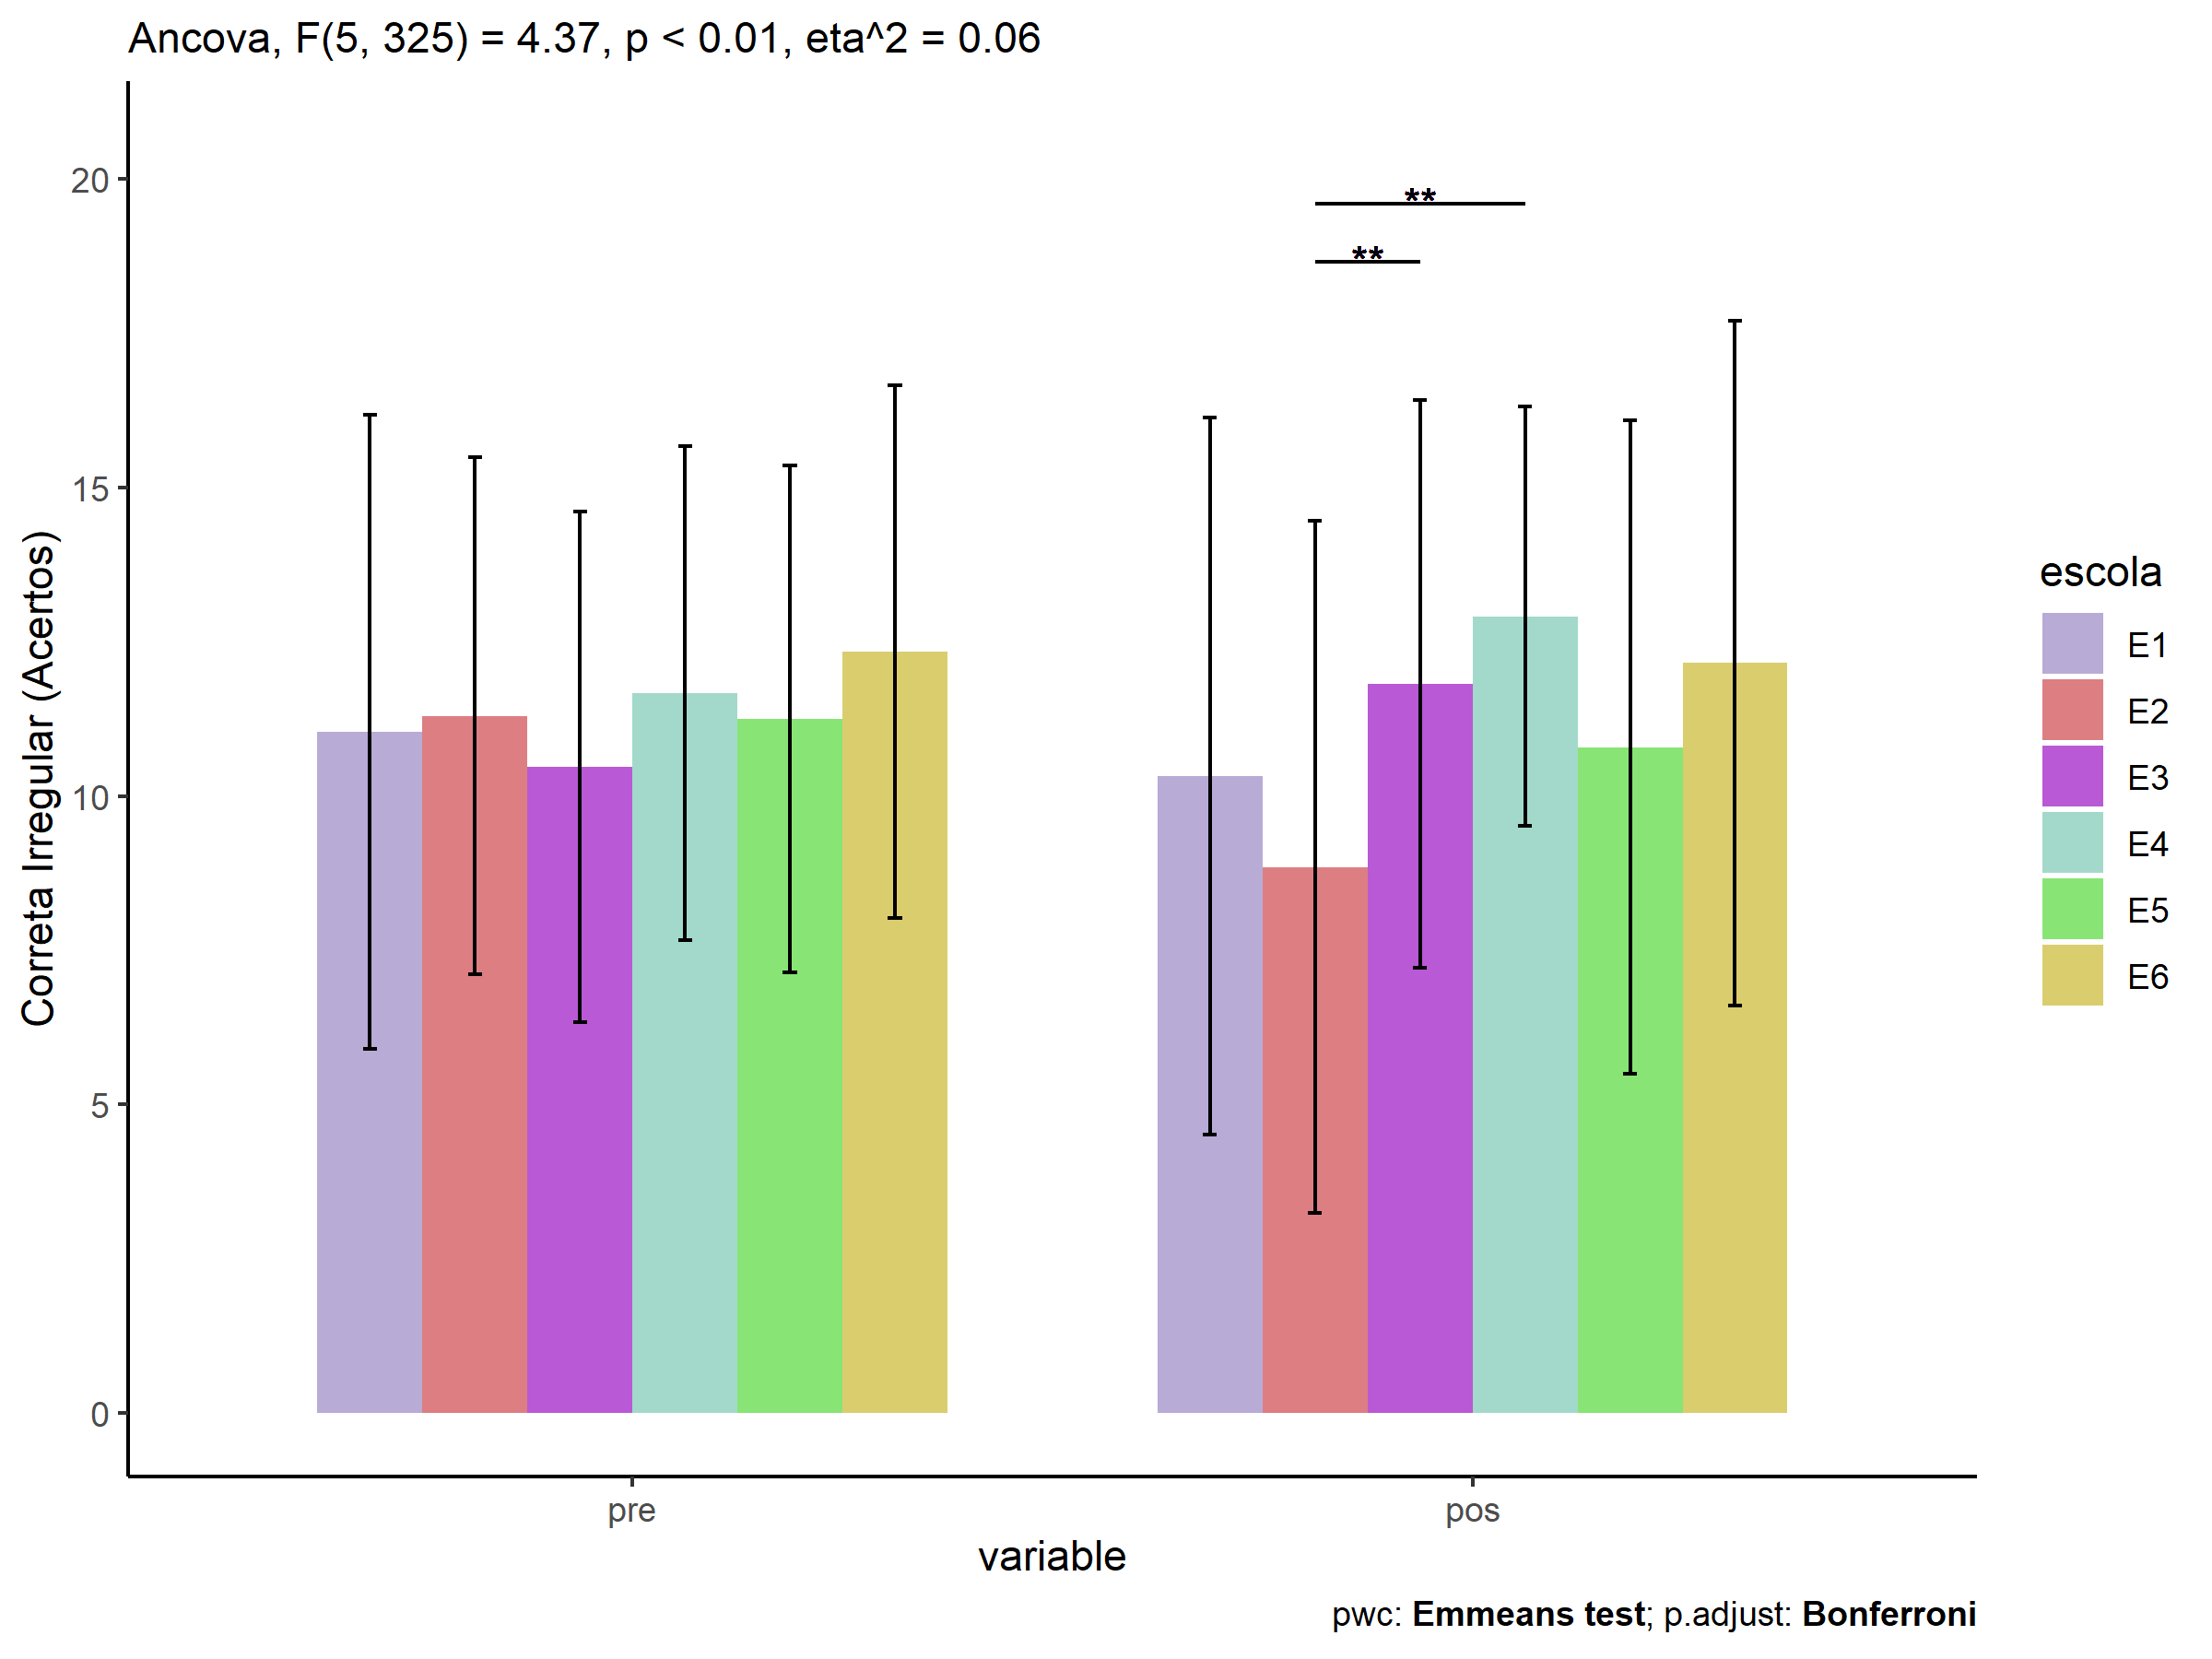 Ancova, F(5, 325) = 4.37, p < 0.01, eta^2 = 0.06
Correta Irregular (Acertos)
20
15
10
5
0
**
**
pre
pos
variable
escola
E1
E2
E3
E4
E5
E6
pwc: Emmeans test; p.adjust: Bonferroni